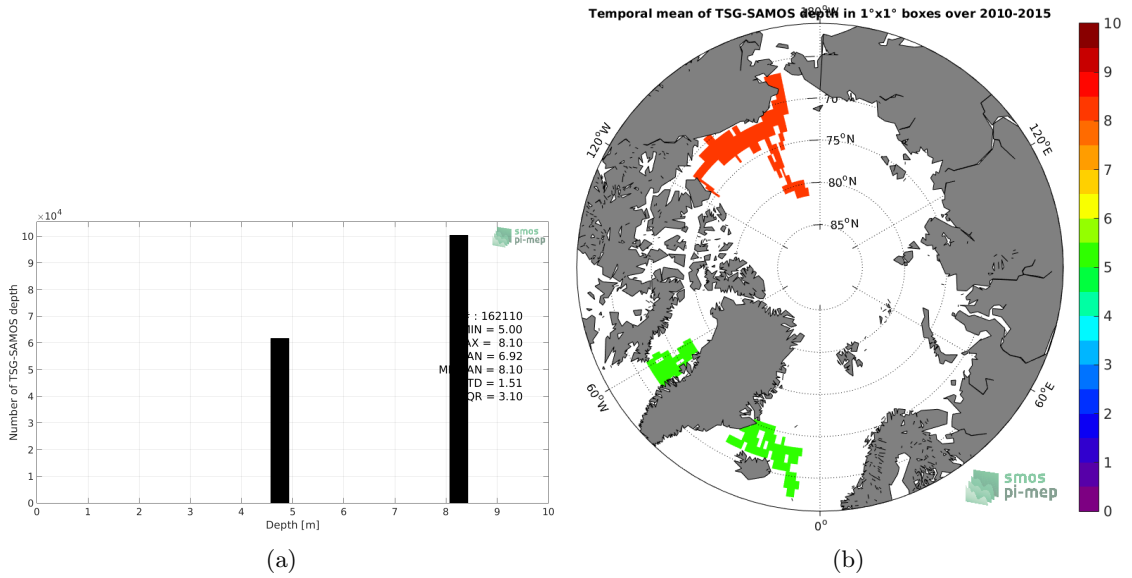 Temporal mean of TSG-SAMOS depth in 1°x1° boxes over 2010-2015
180°W
120°W
120°E
60°W
60°E
0°
70
75°N
80°N
85°N
10
9
8
7
6
5
4
3
2
1
0
smos
pi-mep
×10⁴
10
9
8
7
6
5
4
3
2
1
0
Number of TSG-SAMOS depth
smos
pi-mep
: 162110
MIN = 5.00
AX = 8.10
AN = 6.92
AN = 8.10
TD = 1.51
QR = 3.10
0 1 2 3 4 5 6 7 8 9 10
Depth [m]
(a)
(b)